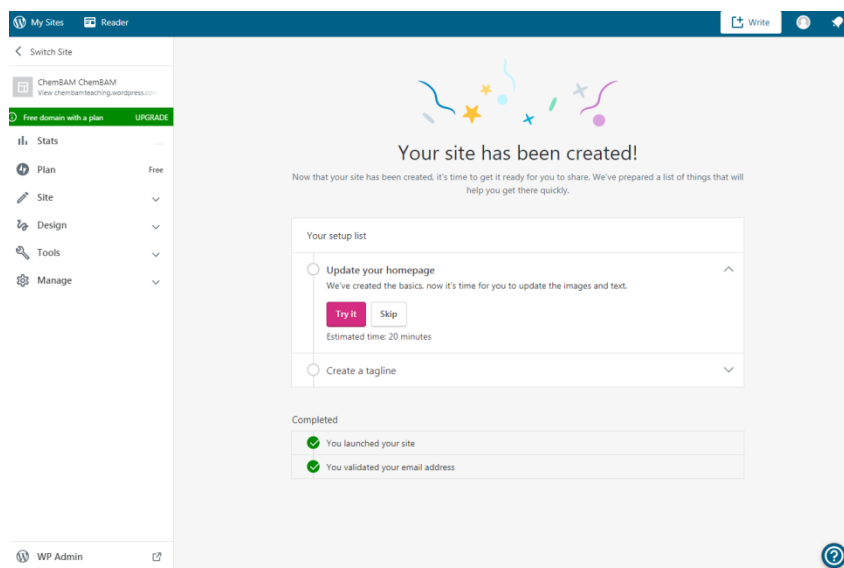 My Sites
Reader
Write
Switch Site
ChemBAM ChemBAM
View chembamteaching.wordpress.com
Free domain with a plan UPGRADE
Stats
Plan Free
Site
Design
Tools
Manage
WP Admin
Your site has been created!
Now that your site has been created, it's time to get it ready for you to share. We've prepared a list of things that will
help you get there quickly.
Your setup list
Update your homepage
We've created the basics, now it's time for you to update the images and text.
Try it Skip
Estimated time: 20 minutes
Create a tagline
Completed
You launched your site
You validated your email address